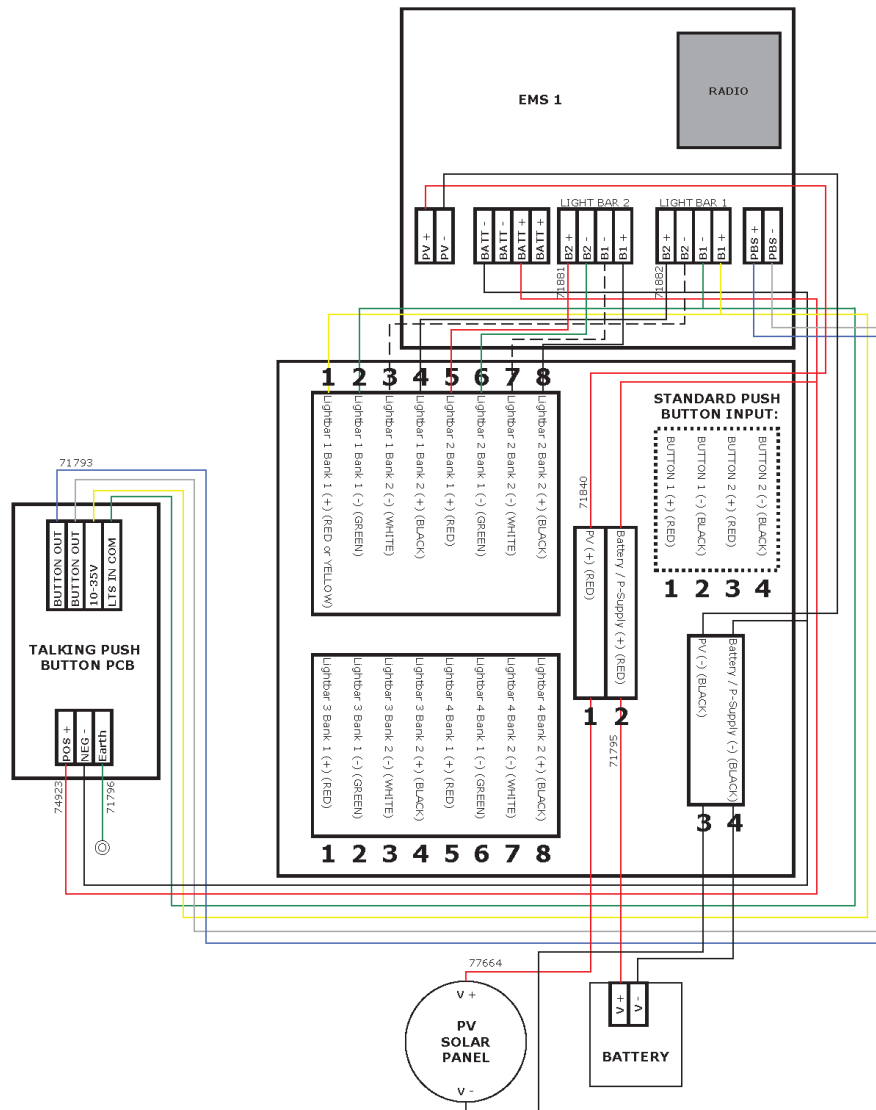 EMS 1
RADIO
LIGHT BAR 2
LIGHT BAR 1
PV +
PV -
BATT -
BATT -
BATT +
BATT +
B2 +
B2 -
B1 -
B1 +
B2 +
B2 -
B1 -
B1 +
PBS +
PBS -
71881
71882
1 2 3 4 5 6 7 8
Lightbar 1 Bank 1 (+) (RED or YELLOW)
Lightbar 1 Bank 1 (-) (GREEN)
Lightbar 1 Bank 2 (-) (WHITE)
Lightbar 1 Bank 2 (+) (BLACK)
Lightbar 2 Bank 1 (+) (RED)
Lightbar 2 Bank 1 (-) (GREEN)
Lightbar 2 Bank 2 (-) (WHITE)
Lightbar 2 Bank 2 (+) (BLACK)
STANDARD PUSH
BUTTON INPUT:
BUTTON 1 (+) (RED)
BUTTON 1 (-) (BLACK)
BUTTON 2 (+) (RED)
BUTTON 2 (-) (BLACK)
1 2 3 4
71840
PV (+) (RED)
Battery / P-Supply (+) (RED)
1 2
71795
PV (-) (BLACK)
Battery / P-Supply (-) (BLACK)
3 4
71793
BUTTON OUT
BUTTON OUT
10-35V
LTS IN COM
TALKING PUSH
BUTTON PCB
POS +
NEG -
Earth
74923
71796
Lightbar 3 Bank 1 (+) (RED)
Lightbar 3 Bank 1 (-) (GREEN)
Lightbar 3 Bank 2 (-) (WHITE)
Lightbar 3 Bank 2 (+) (BLACK)
Lightbar 4 Bank 1 (+) (RED)
Lightbar 4 Bank 1 (-) (GREEN)
Lightbar 4 Bank 2 (-) (WHITE)
Lightbar 4 Bank 2 (+) (BLACK)
1 2 3 4 5 6 7 8
77664
V +
PV
SOLAR
PANEL
V -
V +
V -
BATTERY